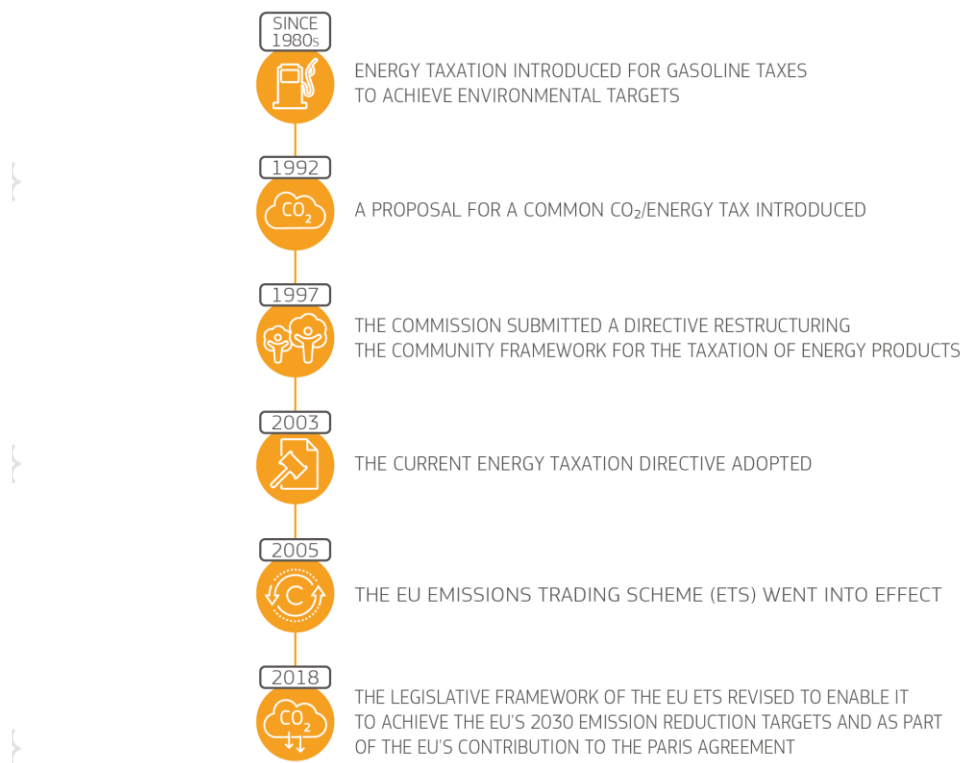 SINCE
1980s
ENERGY TAXATION INTRODUCED FOR GASOLINE TAXES
TO ACHIEVE ENVIRONMENTAL TARGETS
1992
CO₂
A PROPOSAL FOR A COMMON CO₂/ENERGY TAX INTRODUCED
1997
THE COMMISSION SUBMITTED A DIRECTIVE RESTRUCTURING
THE COMMUNITY FRAMEWORK FOR THE TAXATION OF ENERGY PRODUCTS
2003
THE CURRENT ENERGY TAXATION DIRECTIVE ADOPTED
2005
C
THE EU EMISSIONS TRADING SCHEME (ETS) WENT INTO EFFECT
2018
CO₂
THE LEGISLATIVE FRAMEWORK OF THE EU ETS REVISED TO ENABLE IT
TO ACHIEVE THE EU'S 2030 EMISSION REDUCTION TARGETS AND AS PART
OF THE EU'S CONTRIBUTION TO THE PARIS AGREEMENT